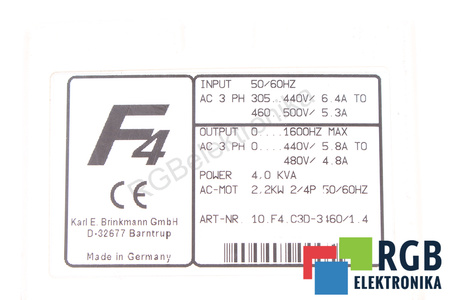 F4
CE
Karl E. Brinkmann GmbH
D-32677 Barntrup
Made in Germany
INPUT 50/60HZ
AC 3 PH 305...440V/ 6.4A TO
460 500V/ 5.3A
OUTPUT 0 1600HZ MAX
AC 3 PH 0....440V/ 5.8A TO
480V/ 4.8A
POWER 4.0 KVA
AC-MOT 2.2KW 2/4P 50/60HZ
ART-NR. 10.F4.C3D-3460/1.4
RGBelektronika
RGB
ELEKTRONIKA